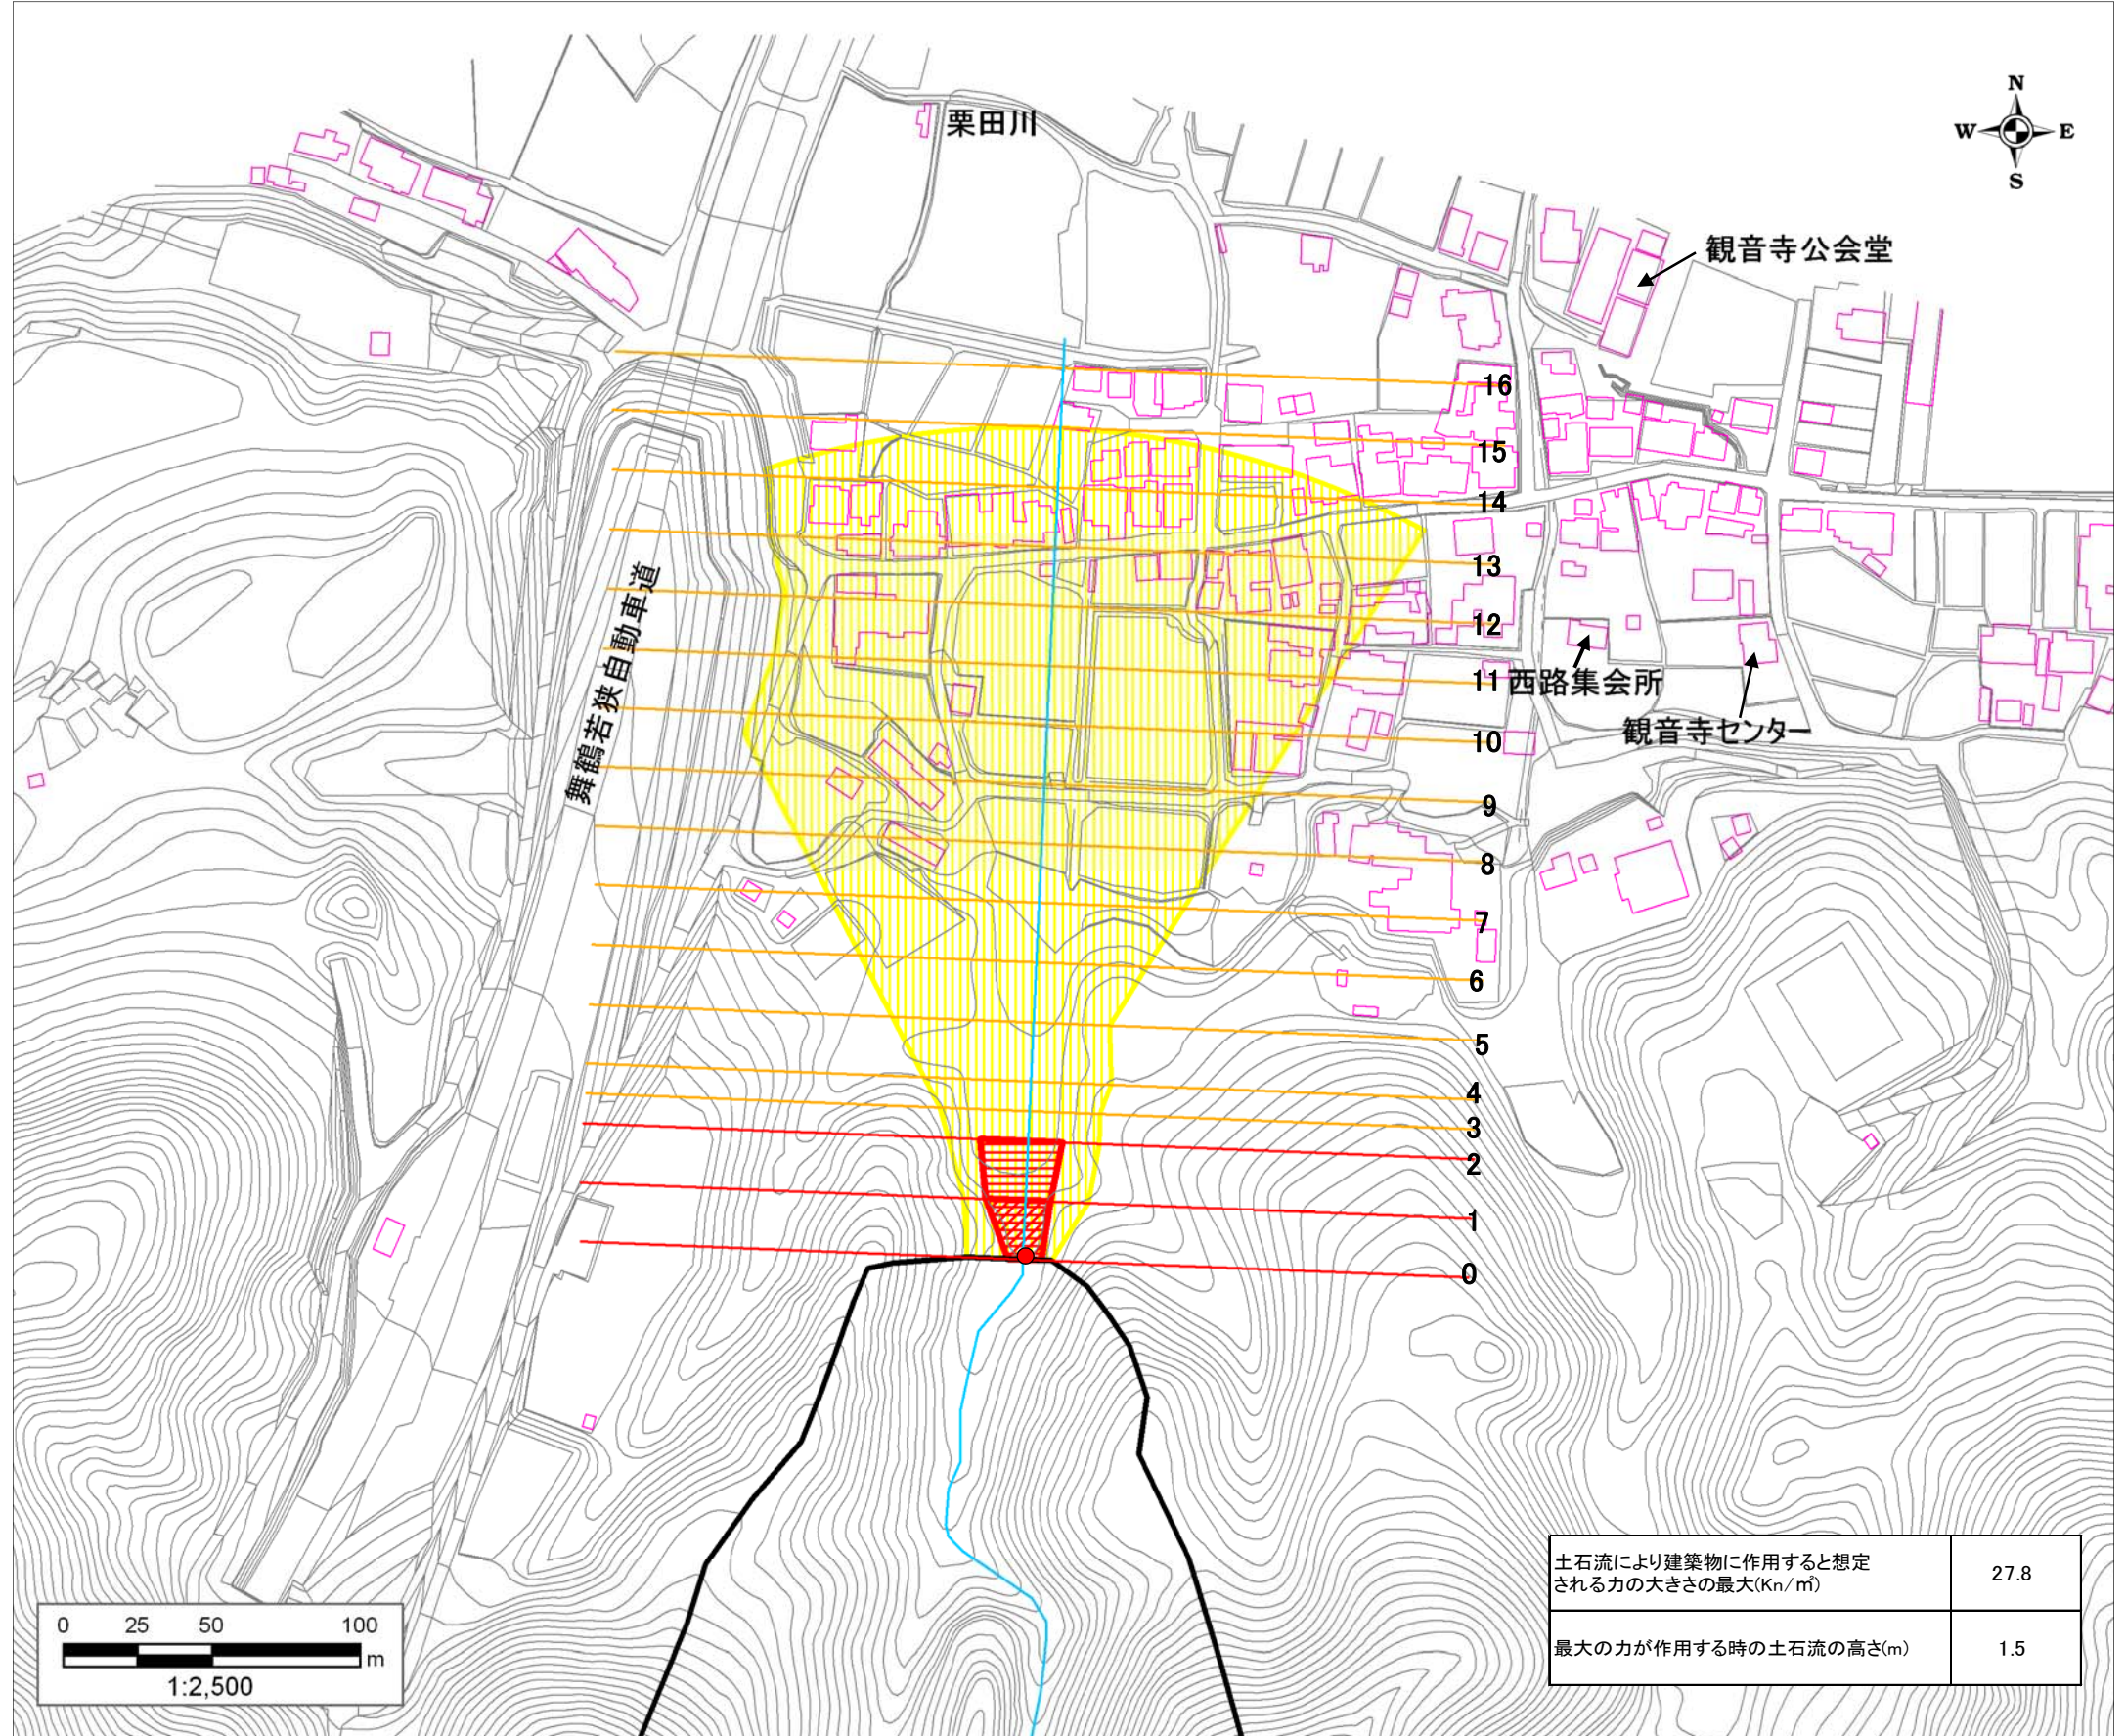 N
W E
S
栗田川
観音寺公会堂
16
15
14
13
12
11
西路集会所
10
観音寺センター
舞鶴若狭自動車道
9
8
7
6
5
4
3
2
1
0
土石流により建築物に作用すると想定
される力の大きさの最大(Kn/㎡)
27.8
最大の力が作用する時の土石流の高さ(m)
1.5
0 25 50 100
m
1:2,500